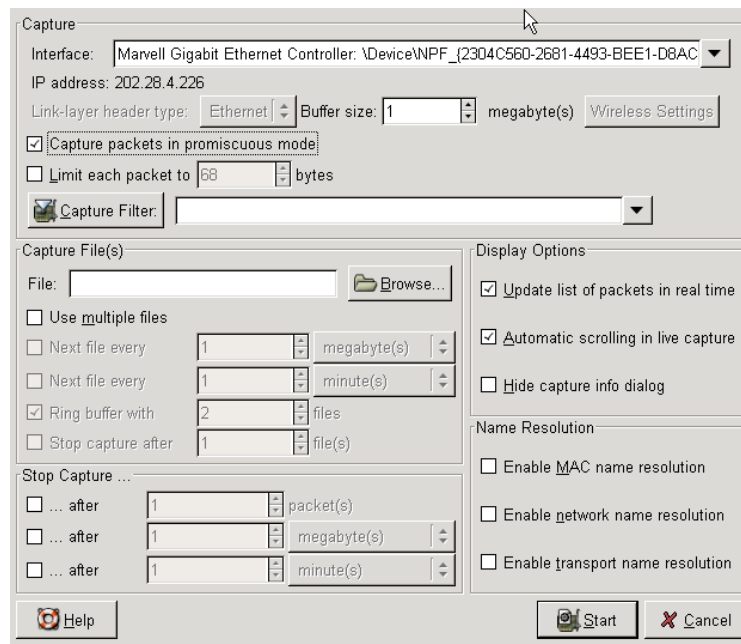 Capture
Interface: Marvell Gigabit Ethernet Controller: \Device\NPF_{2304C560-2681-4493-BEE1-D8AC
IP address: 202.28.4.226
Link-layer header type: Ethernet Buffer size: 1 megabyte(s) Wireless Settings
Capture packets in promiscuous mode
Limit each packet to 68 bytes
Capture Filter:
Capture File(s)
File: Browse...
Use multiple files
Next file every 1 megabyte(s)
Next file every 1 minute(s)
Ring buffer with 2 files
Stop capture after 1 file(s)
Stop Capture ...
... after 1 packet(s)
... after 1 megabyte(s)
... after 1 minute(s)
Display Options
Update list of packets in real time
Automatic scrolling in live capture
Hide capture info dialog
Name Resolution
Enable MAC name resolution
Enable network name resolution
Enable transport name resolution
Help Start Cancel